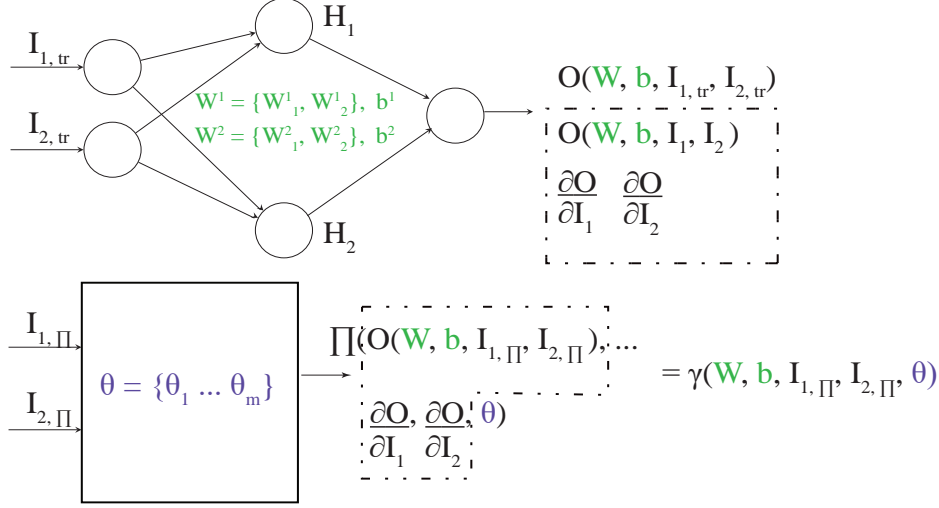 H₁
I₁, tr
W¹ = {W¹₁, W¹₂}, b¹
W² = {W²₁, W²₂}, b²
I₂, tr
H₂
O(W, b, I₁, tr, I₂, tr)
O(W, b, I₁, I₂)
∂O/∂I₁ ∂O/∂I₂
I₁, ∏
I₂, ∏
θ = {θ₁ ... θₘ}
∏(O(W, b, I₁, ∏, I₂, ∏), ...
∂O/∂I₁, ∂O/∂I₂, θ)
= γ(W, b, I₁, ∏, I₂, ∏, θ)